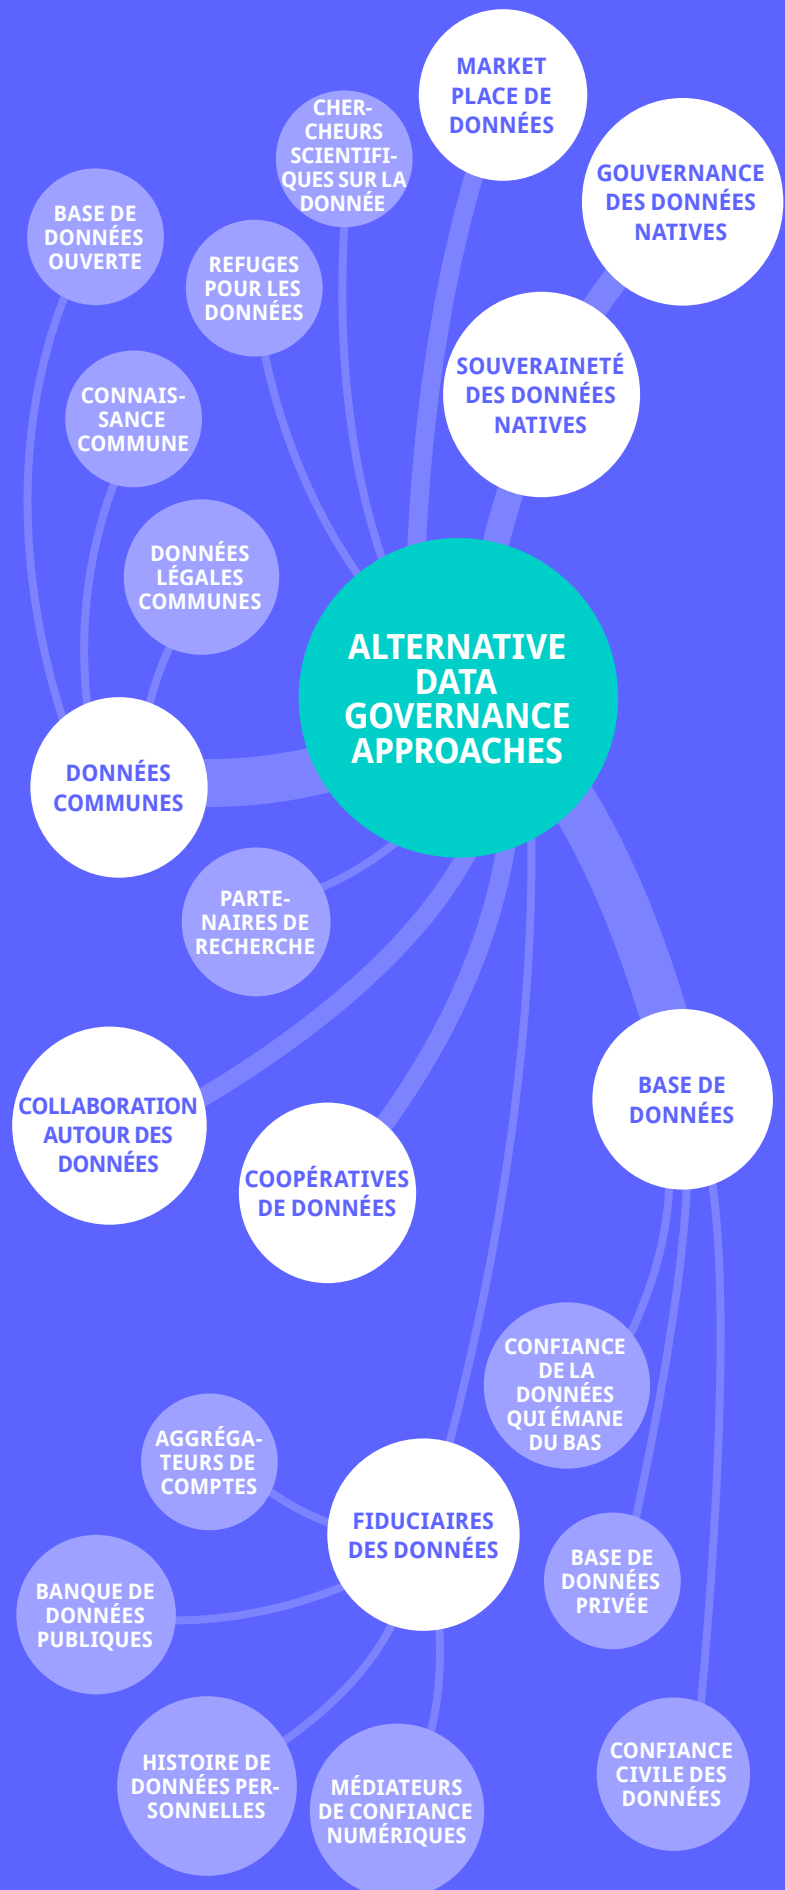 MARKET
PLACE DE
DONNÉES
CHER-
CHEURS
SCIENTIFI-
QUES SUR LA
DONNÉE
GOUVERNANCE
DES DONNÉES
NATIVES
BASE DE
DONNÉES
OUVERTE
REFUGES
POUR LES
DONNÉES
SOUVERAINETÉ
DES DONNÉES
NATIVES
CONNAIS-
SANCE
COMMUNE
DONNÉES
LÉGALES
COMMUNES
ALTERNATIVE
DATA
GOVERNANCE
APPROACHES
DONNÉES
COMMUNES
PARTE-
NAIRES DE
RECHERCHE
COLLABORATION
AUTOUR DES
DONNÉES
BASE DE
DONNÉES
COOPÉRATIVES
DE DONNÉES
CONFIANCE
DE LA
DONNÉES
QUI ÉMANE
DU BAS
AGGRÉGA-
TEURS DE
COMPTES
FIDUCIAIRES
DES DONNÉES
BASE DE
DONNÉES
PRIVÉE
BANQUE DE
DONNÉES
PUBLIQUES
HISTOIRE DE
DONNÉES PER-
SONNELLES
MÉDIATEURS
DE CONFIANCE
NUMÉRIQUES
CONFIANCE
CIVILE DES
DONNÉES